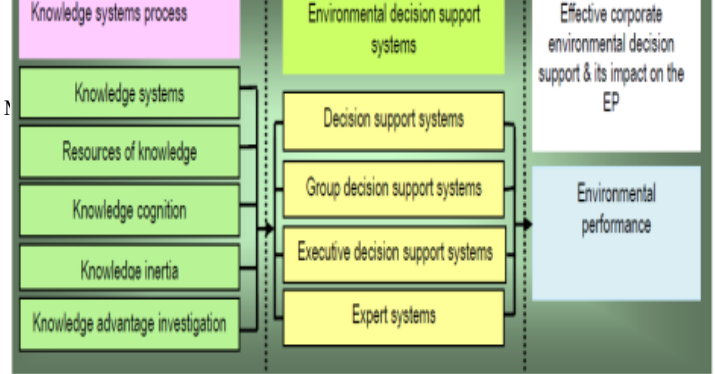 Knowledge systems process
Knowledge systems
Resources of knowledge
Knowledge cognition
Knowledge inertia
Knowledge advantage investigation
Environmental decision support
systems
Decision support systems
Group decision support systems
Executive decision support systems
Expert systems
Effective corporate
environmental decision
support & its impact on the
EP
Environmental
performance